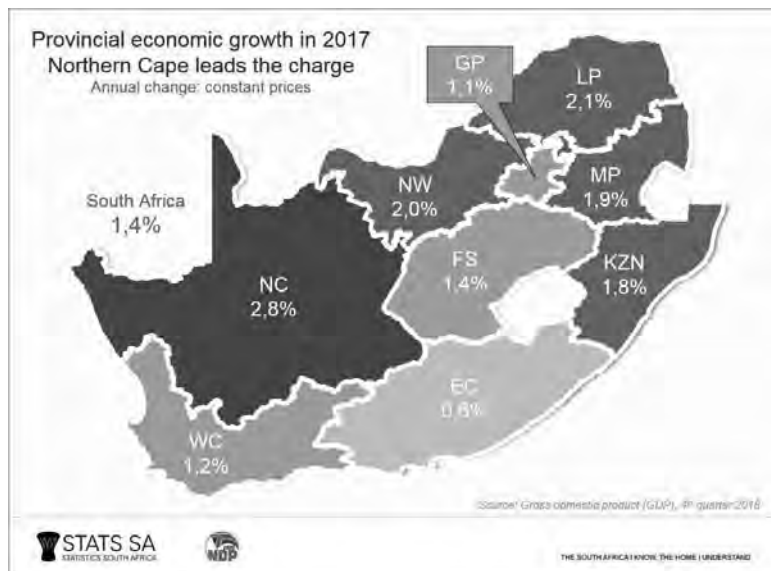 Provincial economic growth in 2017
Northern Cape leads the charge
Annual change: constant prices
GP
1,1%
LP
2,1%
NW
2,0%
MP
1,9%
South Africa
1,4%
NC
2,8%
FS
1,4%
KZN
1,8%
EC
0,6%
WC
1,2%
Source: Gross domestic product (GDP), 4th quarter 2018
STATS SA
STATISTICS SOUTH AFRICA
NDP
THE SOUTH AFRICA I KNOW, THE HOME I UNDERSTAND